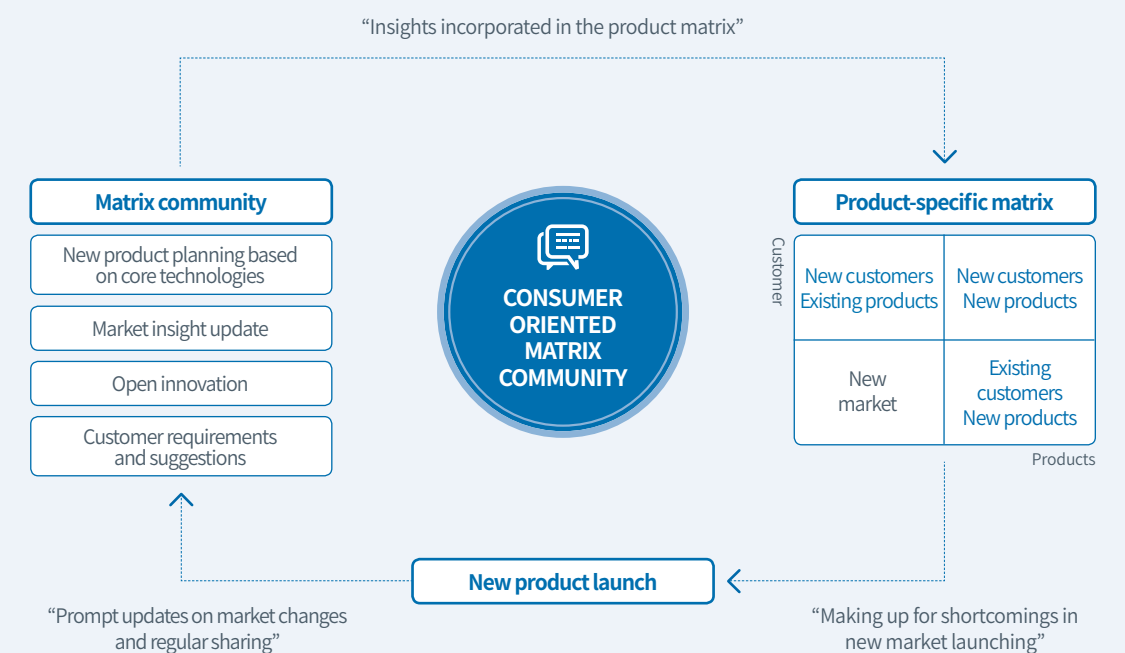 “Insights incorporated in the product matrix”
Matrix community
New product planning based
on core technologies
Market insight update
Open innovation
Customer requirements
and suggestions
CONSUMER
ORIENTED
MATRIX
COMMUNITY
Product-specific matrix
Customer
New customers
Existing products
New customers
New products
New
market
Existing
customers
New products
Products
New product launch
“Prompt updates on market changes
and regular sharing”
“Making up for shortcomings in
new market launching”